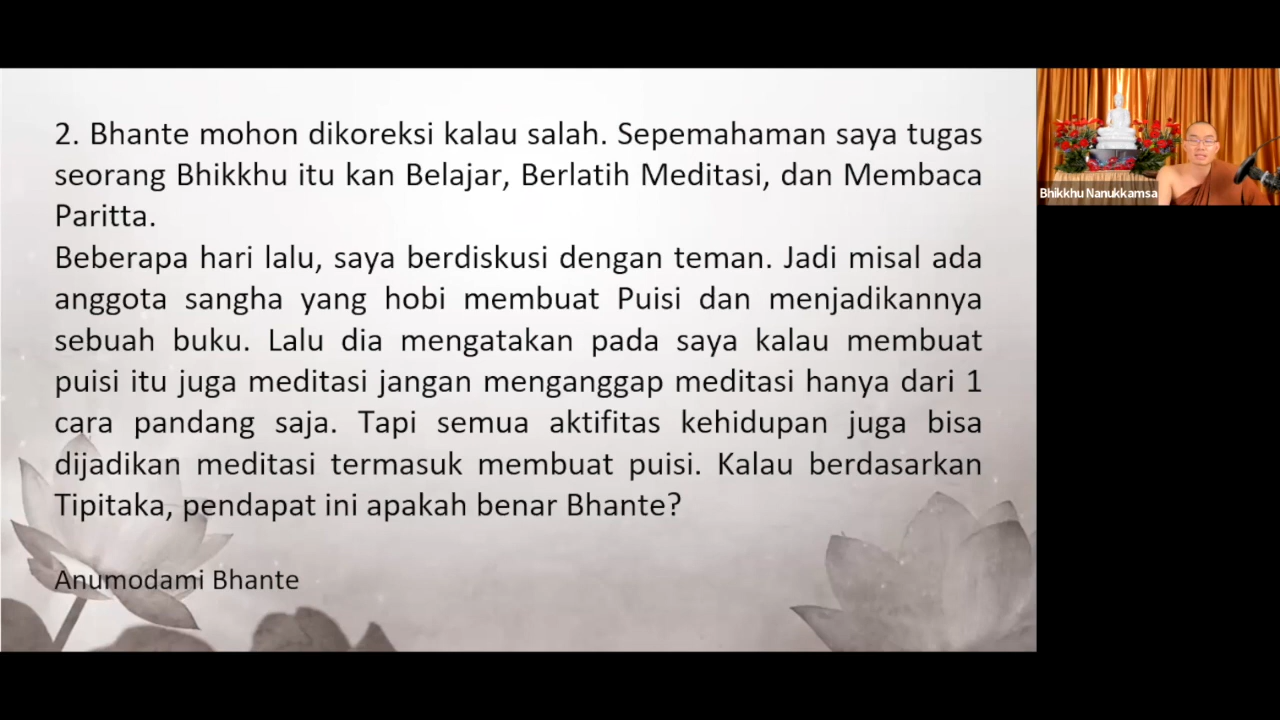 2. Bhante mohon dikoreksi kalau salah. Sepemahaman saya tugas
seorang Bhikkhu itu kan Belajar, Berlatih Meditasi, dan Membaca
Paritta.
Beberapa hari lalu, saya berdiskusi dengan teman. Jadi misal ada
anggota sangha yang hobi membuat Puisi dan menjadikannya
sebuah buku. Lalu dia mengatakan pada saya kalau membuat
puisi itu juga meditasi jangan menganggap meditasi hanya dari 1
cara pandang saja. Tapi semua aktifitas kehidupan juga bisa
dijadikan meditasi termasuk membuat puisi. Kalau berdasarkan
Tipitaka, pendapat ini apakah benar Bhante?
Anumodami Bhante
Bhikkhu Nanukkamsa